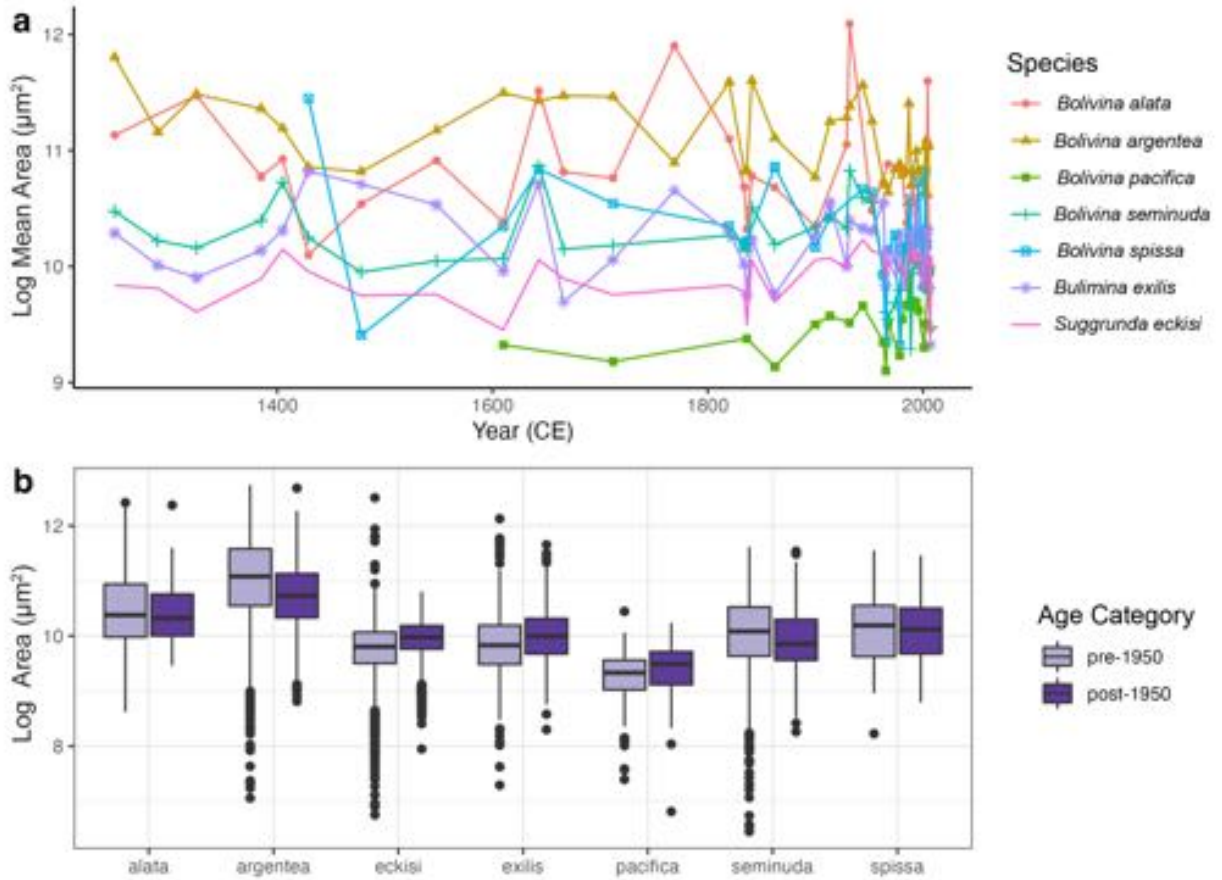 a
12
11
10
9
Log Mean Area (µm²)
1400 1600 1800 2000
Year (CE)
Species
Bolivina alata
Bolivina argentea
Bolivina pacifica
Bolivina seminuda
Bolivina spissa
Bulimina exilis
Suggrunda eckisi
b
12
10
8
Log Area (µm²)
alata argentea eckisi exilis pacifica seminuda spissa
Age Category
pre-1950
post-1950